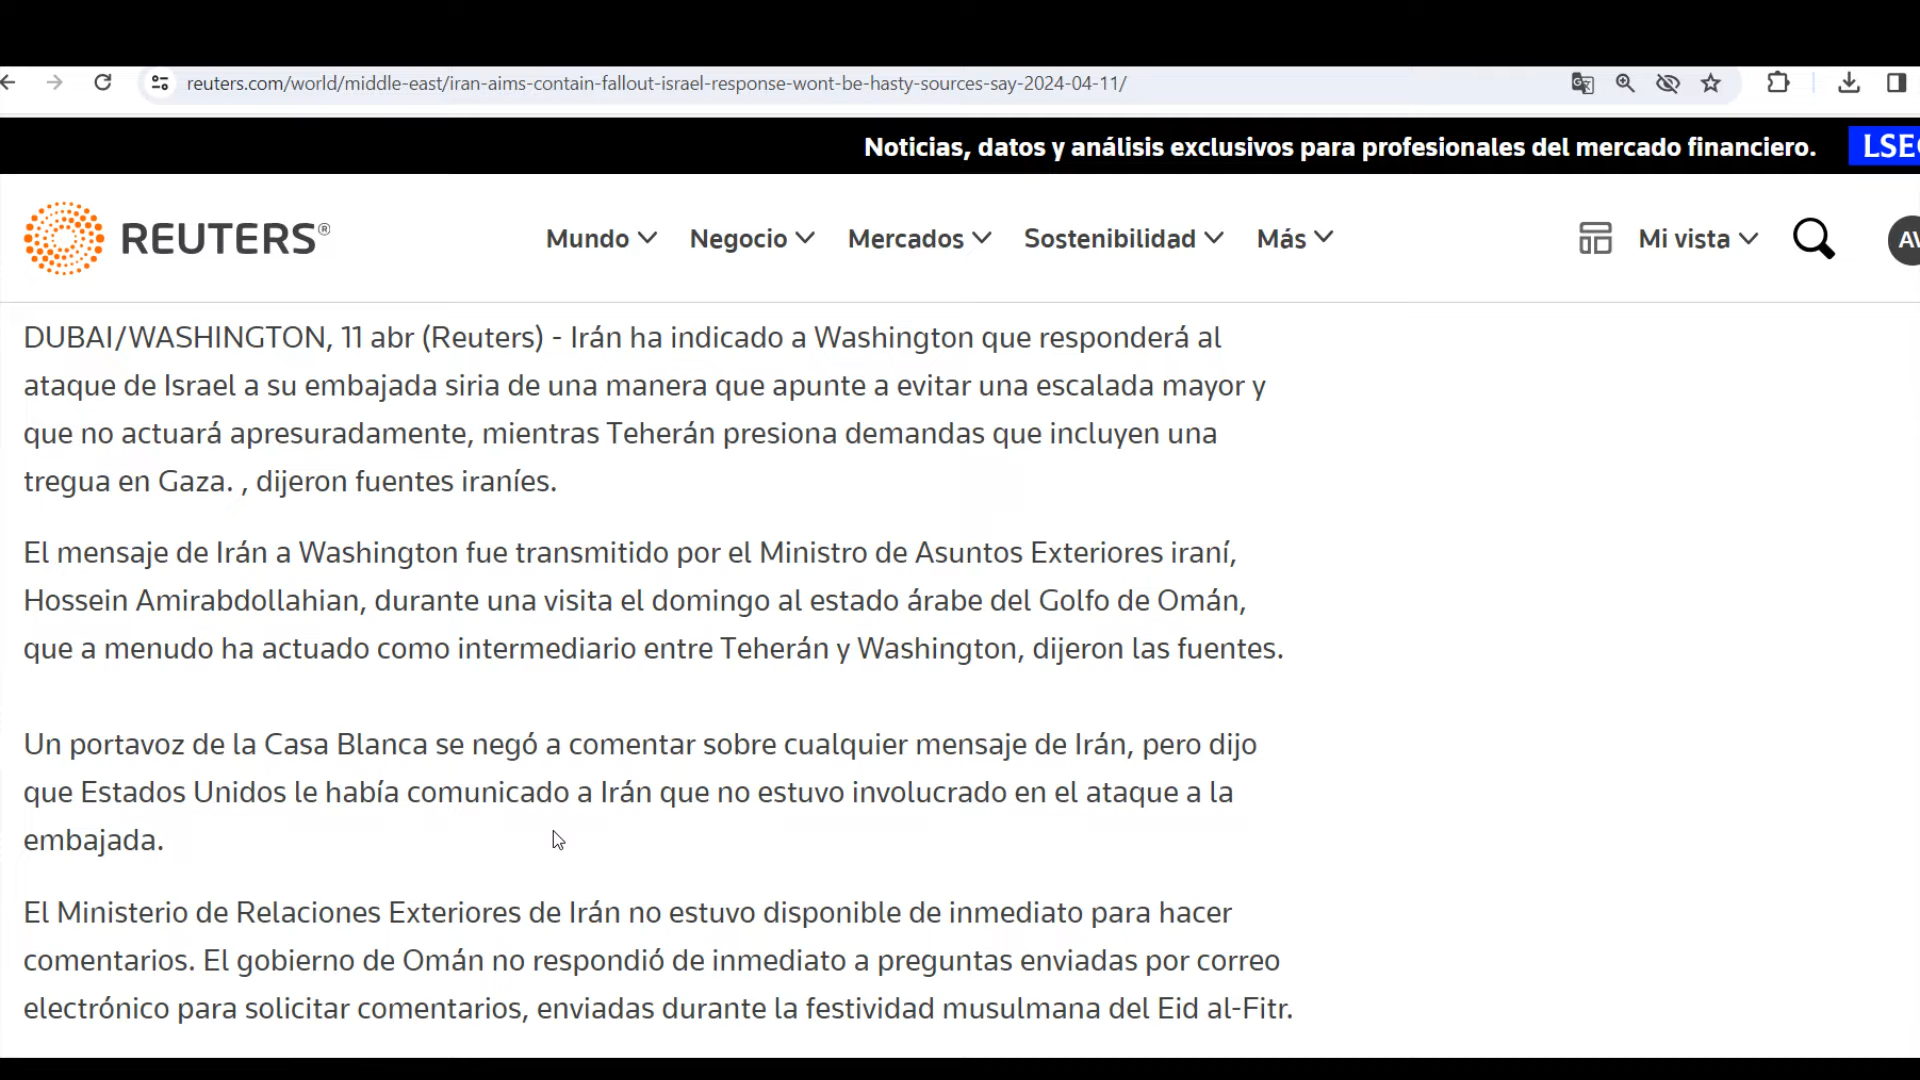 reuters.com/world/middle-east/iran-aims-contain-fallout-israel-response-wont-be-hasty-sources-say-2024-04-11/
Noticias, datos y análisis exclusivos para profesionales del mercado financiero.
REUTERS®
Mundo Negocio Mercados Sostenibilidad Más Mi vista
DUBAI/WASHINGTON, 11 abr (Reuters) - Irán ha indicado a Washington que responderá al
ataque de Israel a su embajada siria de una manera que apunte a evitar una escalada mayor y
que no actuará apresuradamente, mientras Teherán presiona demandas que incluyen una
tregua en Gaza. , dijeron fuentes iraníes.
El mensaje de Irán a Washington fue transmitido por el Ministro de Asuntos Exteriores iraní,
Hossein Amirabdollahian, durante una visita el domingo al estado árabe del Golfo de Omán,
que a menudo ha actuado como intermediario entre Teherán y Washington, dijeron las fuentes.
Un portavoz de la Casa Blanca se negó a comentar sobre cualquier mensaje de Irán, pero dijo
que Estados Unidos le había comunicado a Irán que no estuvo involucrado en el ataque a la
embajada.
El Ministerio de Relaciones Exteriores de Irán no estuvo disponible de inmediato para hacer
comentarios. El gobierno de Omán no respondió de inmediato a preguntas enviadas por correo
electrónico para solicitar comentarios, enviadas durante la festividad musulmana del Eid al-Fitr.